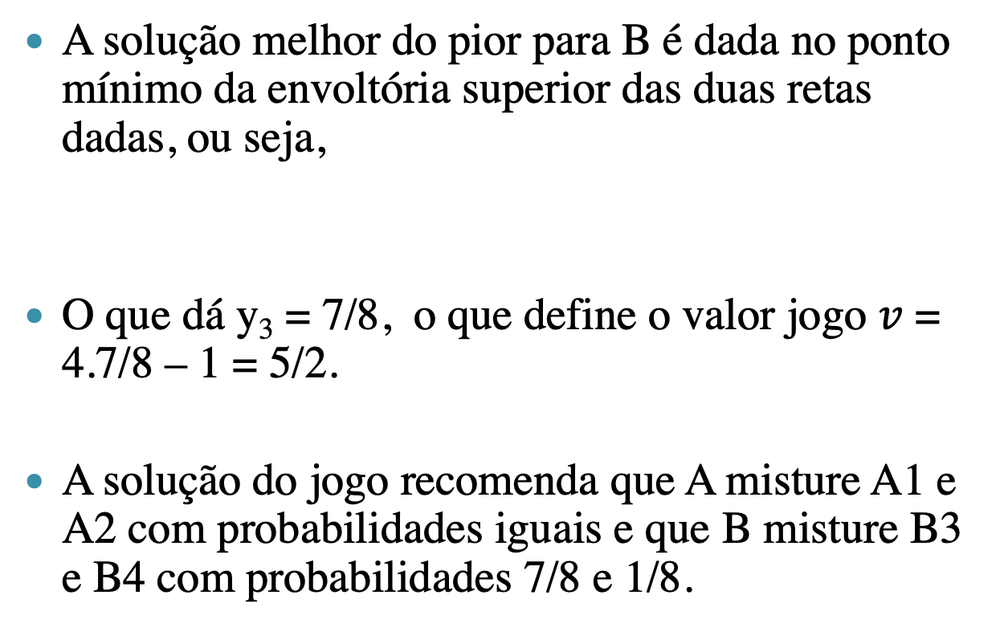 • A solução melhor do pior para B é dada no ponto
mínimo da envoltória superior das duas retas
dadas, ou seja,
• O que dá y₃ = 7/8, o que define o valor jogo 𝑣 =
4.7/8 – 1 = 5/2.
• A solução do jogo recomenda que A misture A1 e
A2 com probabilidades iguais e que B misture B3
e B4 com probabilidades 7/8 e 1/8.